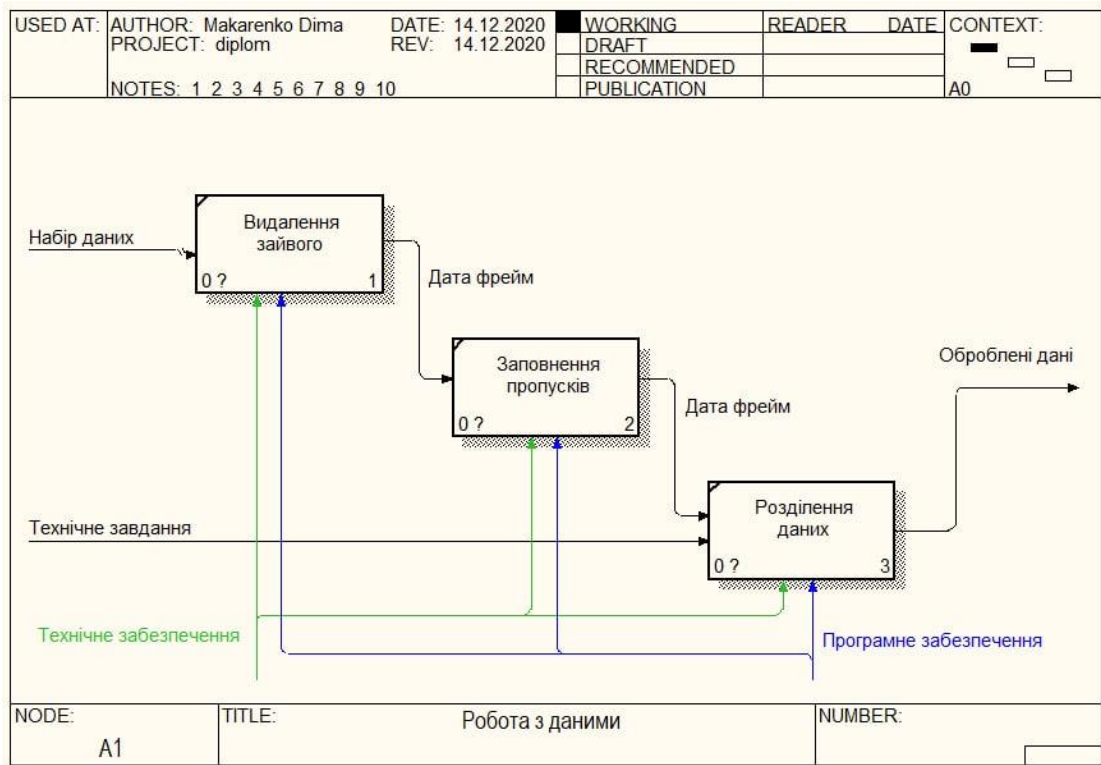 USED AT: AUTHOR: Makarenko Dima DATE: 14.12.2020 WORKING READER DATE CONTEXT:
PROJECT: diplom REV: 14.12.2020 DRAFT
RECOMMENDED
NOTES: 1 2 3 4 5 6 7 8 9 10 PUBLICATION A0
Видалення
зайвого
0 ? 1
Набір даних
Дата фрейм
Заповнення
пропусків
0 ? 2
Оброблені дані
Дата фрейм
Розділення
даних
0 ? 3
Технічне завдання
Технічне забезпечення
Програмне забезпечення
NODE: TITLE: Робота з даними NUMBER:
A1